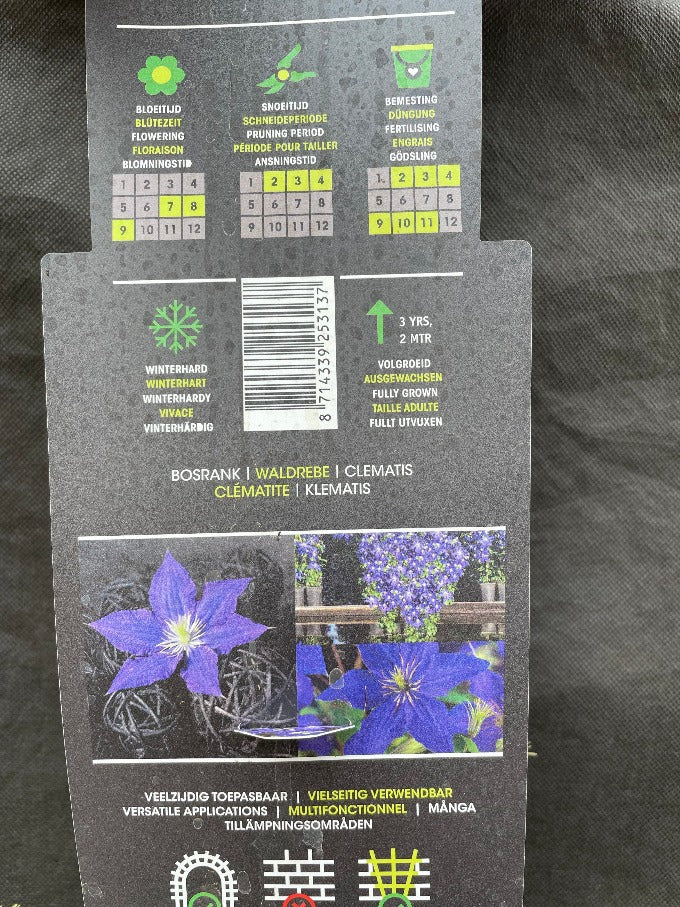 BLOEITIJD
BLÜTEZEIT
FLOWERING
FLORAISON
BLOMNINGSTID
1 2 3 4
5 6 7 8
9 10 11 12
SNOEITIJD
SCHNEIDEPERIODE
PRUNING PERIOD
PÉRIODE POUR TAILLER
ANSNINGSTID
1 2 3 4
5 6 7 8
9 10 11 12
BEMESTING
DÜNGUNG
FERTILISING
ENGRAIS
GÖDSLING
1. 2 3 4
5 6 7 8
9 10 11 12
WINTERHARD
WINTERHART
WINTERHARDY
VIVACE
VINTERHÄRDIG
8 714339 253137
3 YRS,
2 MTR
VOLGROEID
AUSGEWACHSEN
FULLY GROWN
TAILLE ADULTE
FULLT UTVUXEN
BOSRANK | WALDREBE | CLEMATIS
CLÉMATITE | KLEMATIS
VEELZIJDIG TOEPASBAAR | VIELSEITIG VERWENDBAR
VERSATILE APPLICATIONS | MULTIFONCTIONNEL | MÅNGA
TILLÄMPNINGSOMRÅDEN